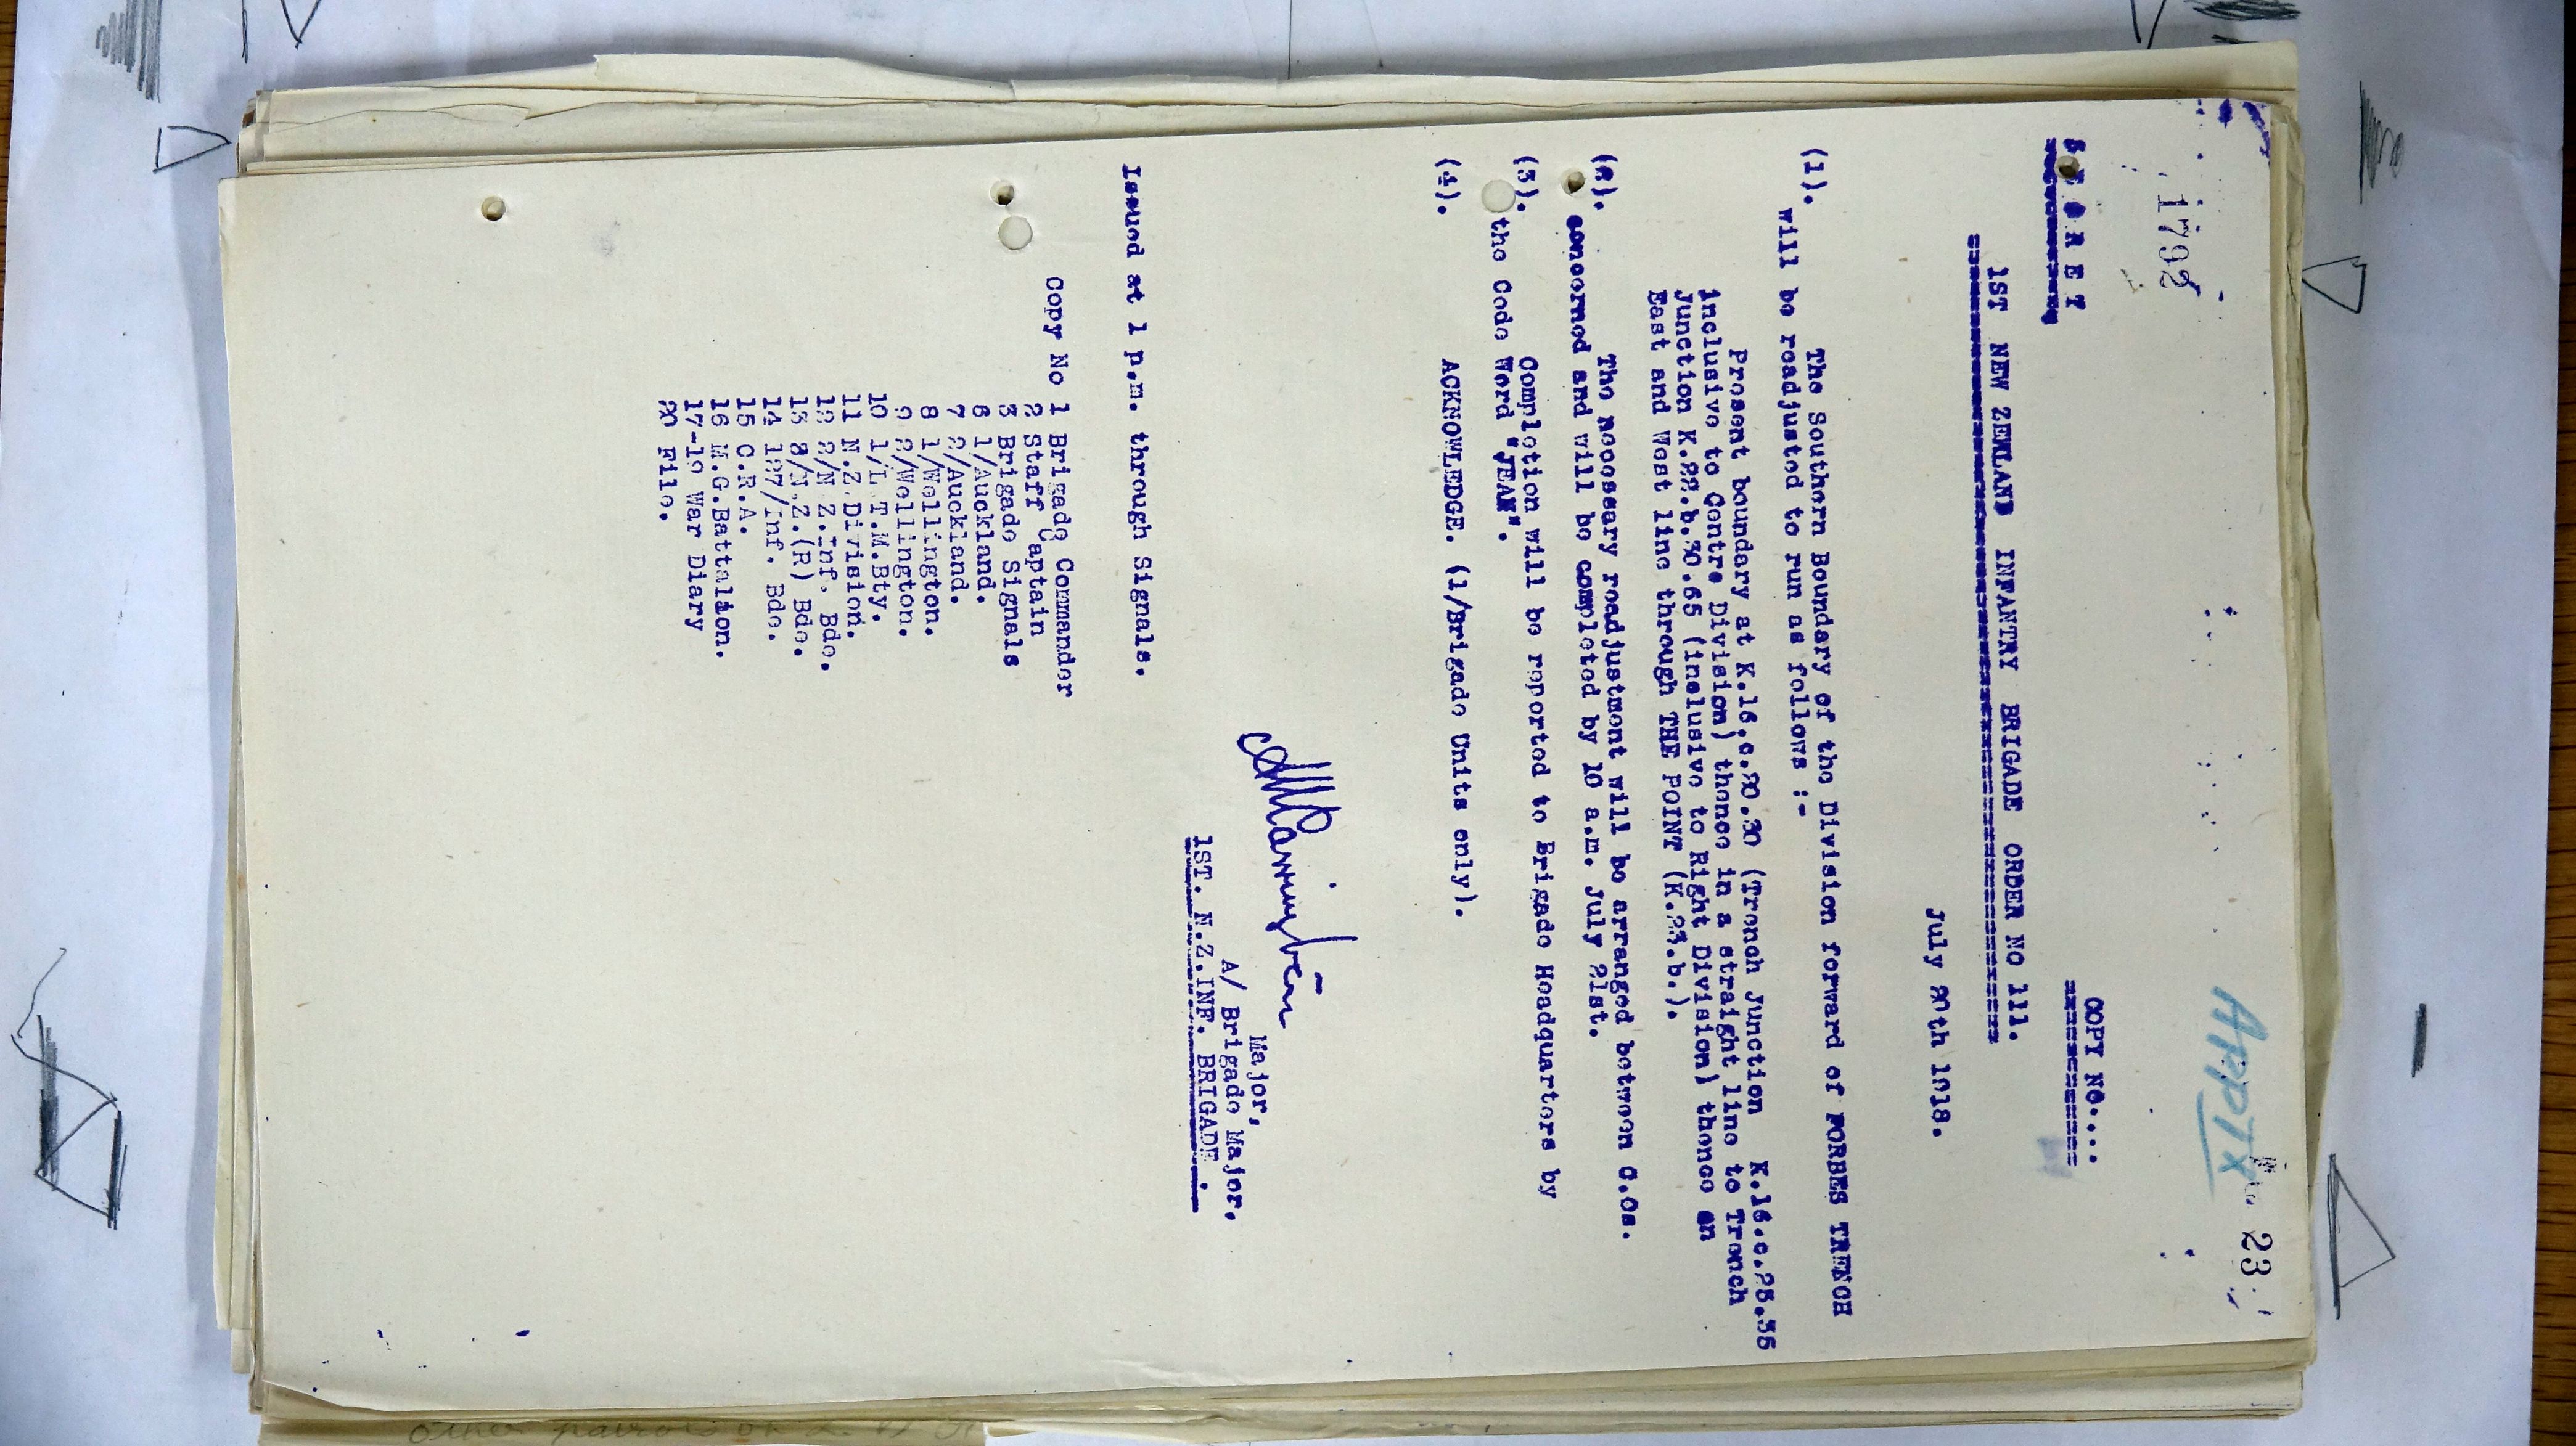 1792
APPIX
23
S E C R E T
COPY NO....
1ST NEW ZEALAND INFANTRY BRIGADE ORDER NO 111.
July 20th 1918.
(1). The Southern Boundary of the Division forward of FORBES TRENCH
will be readjusted to run as follows :-
Present boundary at K.16.c.20.30 (Trench Junction K.16.c.25.35
inclusive to Centre Division) thence in a straight line to Trench
Junction K.22.b.30.65 (inclusive to Right Division) thence an
East and West line through THE POINT (K.23.b.).
(2). The necessary readjustment will be arranged between C.Os.
concerned and will be completed by 10 a.m. July 21st.
(3). Completion will be reported to Brigade Headquarters by
the Code Word "JEAN".
(4). ACKNOWLEDGE. (1/Brigade Units only).
Major,
A/ Brigade Major,
1ST. N.Z.INF. BRIGADE.
Issued at 1 p.m. through Signals.
Copy No 1 Brigade Commander
2 Staff Captain
3 Brigade Signals
6 1/Auckland.
7 2/Auckland.
8 1/Wellington.
9 2/Wellington.
10 1/L.T.M.Bty.
11 N.Z.Division.
12 2/N Z.Inf. Bde.
13 3/N.Z.(R) Bde.
14 127/Inf. Bde.
15 C.R.A.
16 M.G.Battalion.
17-19 War Diary
20 File.
other patrols on